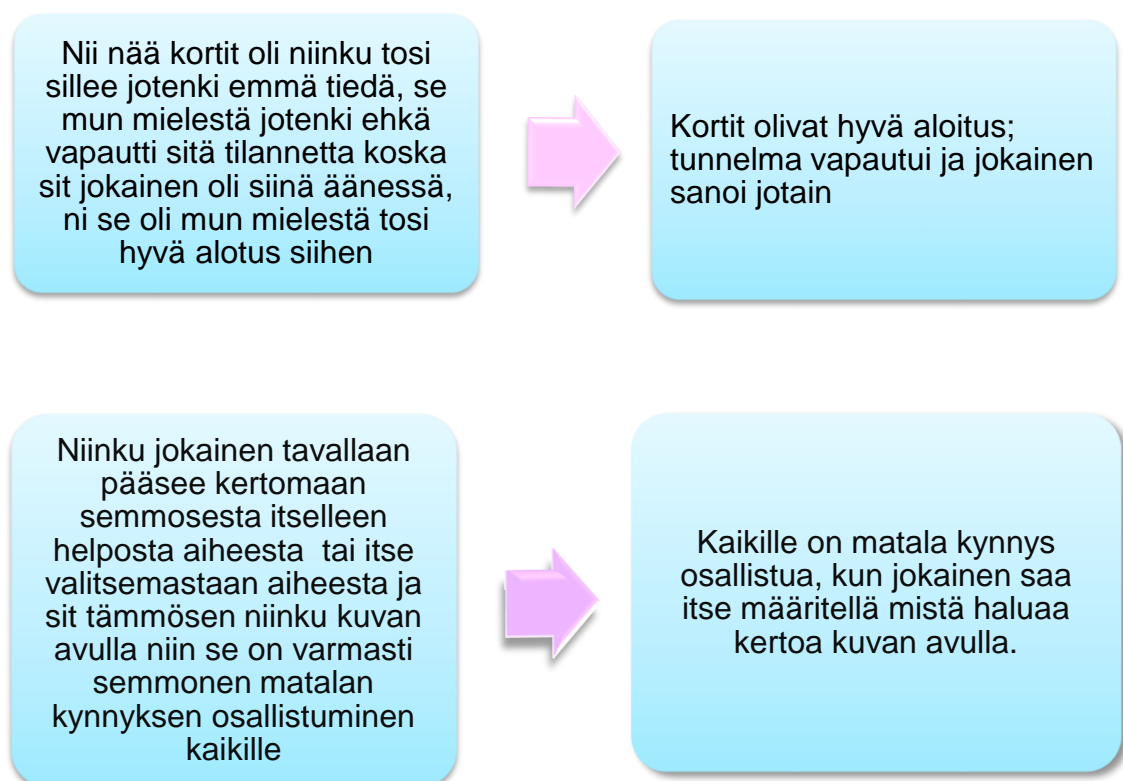 Nii nää kortit oli niinku tosi
sillee jotenki emmä tiedä, se
mun mielestä jotenki ehkä
vapautti sitä tilannetta koska
sit jokainen oli siinä äänessä,
ni se oli mun mielestä tosi
hyvä alotus siihen
Kortit olivat hyvä aloitus;
tunnelma vapautui ja jokainen
sanoi jotain
Niinku jokainen tavallaan
pääsee kertomaan
semmosesta itselleen
helposta aiheesta tai itse
valitsemastaan aiheesta ja
sit tämmösen niinku kuvan
avulla niin se on varmasti
semmonen matalan
kynnyksen osallistuminen
kaikille
Kaikille on matala kynnys
osallistua, kun jokainen saa
itse määritellä mistä haluaa
kertoa kuvan avulla.